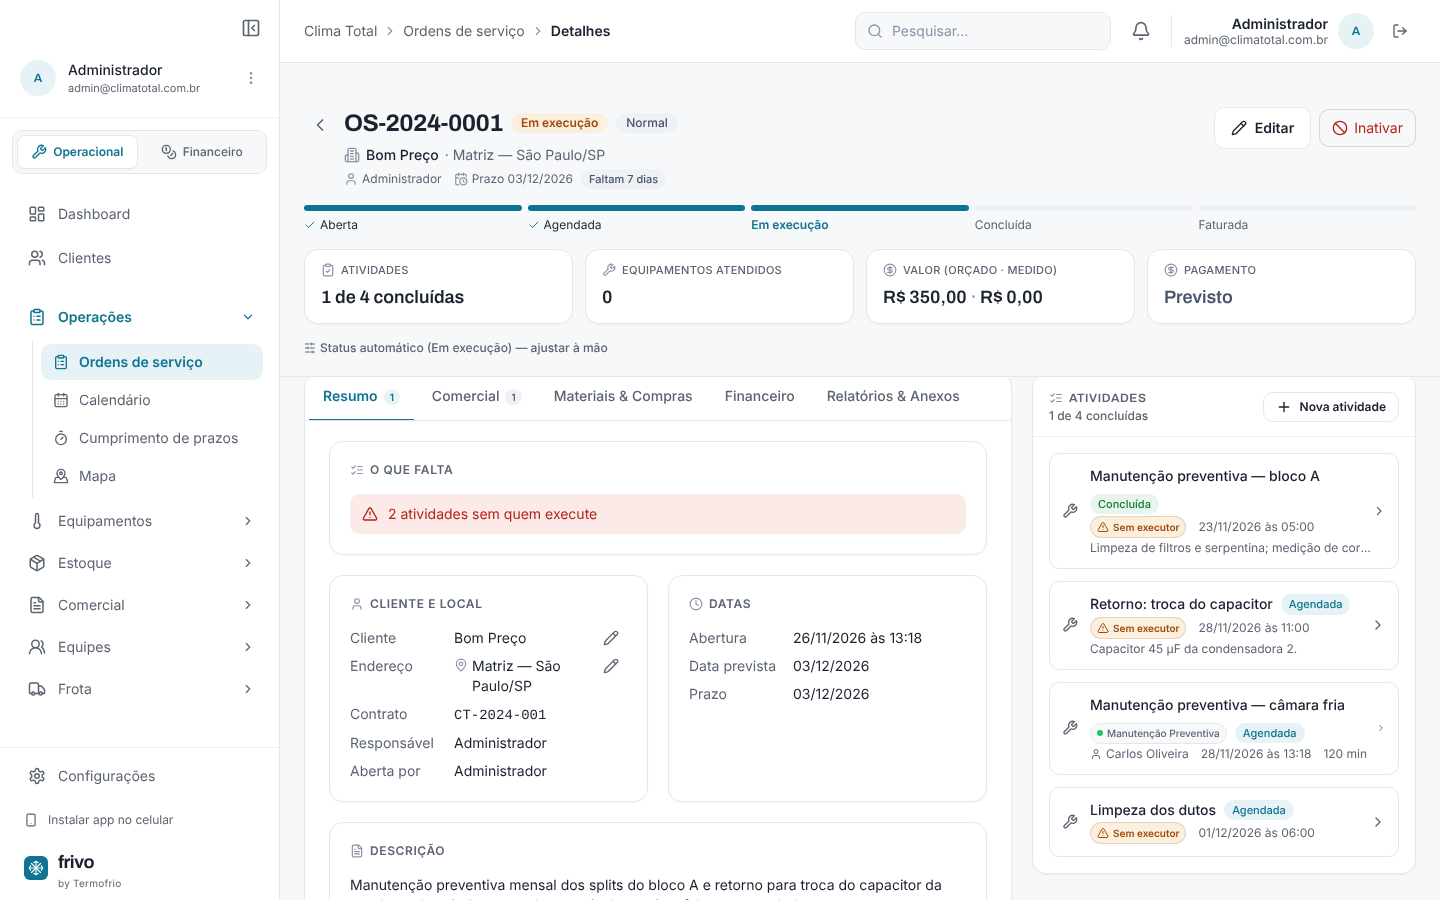 Clima Total > Ordens de serviço > Detalhes
Pesquisar...
Administrador
admin@climatotal.com.br
A
A
Administrador
admin@climatotal.com.br
Operacional
Financeiro
Dashboard
Clientes
Operações
Ordens de serviço
Calendário
Cumprimento de prazos
Mapa
Equipamentos
Estoque
Comercial
Equipes
Frota
Configurações
Instalar app no celular
frivo
by Termofrio
OS-2024-0001 Em execução Normal
Bom Preço · Matriz — São Paulo/SP
Administrador Prazo 03/12/2026 Faltam 7 dias
Editar
Inativar
Aberta
Agendada
Em execução
Concluída
Faturada
ATIVIDADES
1 de 4 concluídas
EQUIPAMENTOS ATENDIDOS
0
VALOR (ORÇADO · MEDIDO)
R$ 350,00 · R$ 0,00
PAGAMENTO
Previsto
Status automático (Em execução) — ajustar à mão
Resumo 1
Comercial 1
Materiais & Compras
Financeiro
Relatórios & Anexos
O QUE FALTA
2 atividades sem quem execute
CLIENTE E LOCAL
Cliente Bom Preço
Endereço Matriz — São
Paulo/SP
Contrato CT-2024-001
Responsável Administrador
Aberta por Administrador
DATAS
Abertura 26/11/2026 às 13:18
Data prevista 03/12/2026
Prazo 03/12/2026
DESCRIÇÃO
Manutenção preventiva mensal dos splits do bloco A e retorno para troca do capacitor da
ATIVIDADES
1 de 4 concluídas
Nova atividade
Manutenção preventiva — bloco A
Concluída
Sem executor 23/11/2026 às 05:00
Limpeza de filtros e serpentina; medição de cor...
Retorno: troca do capacitor Agendada
Sem executor 28/11/2026 às 11:00
Capacitor 45 µF da condensadora 2.
Manutenção preventiva — câmara fria
Manutenção Preventiva Agendada
Carlos Oliveira 28/11/2026 às 13:18 120 min
Limpeza dos dutos Agendada
Sem executor 01/12/2026 às 06:00